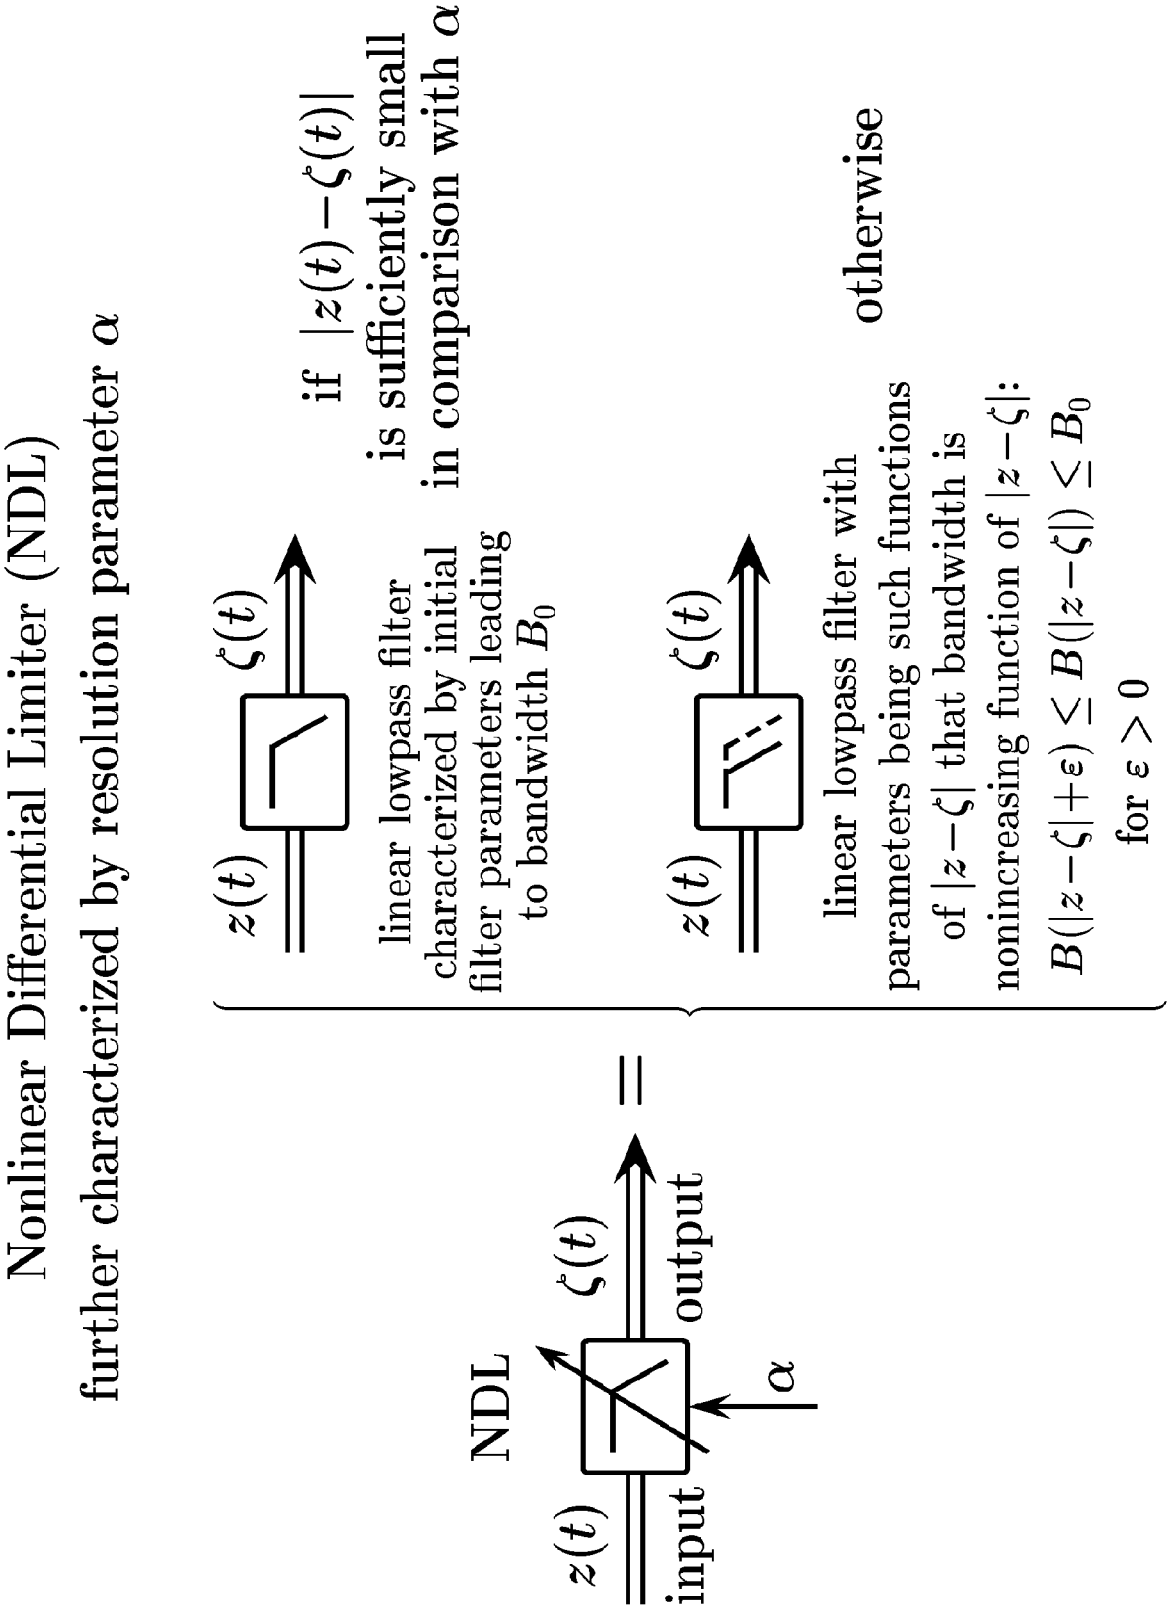 Nonlinear Differential Limiter (NDL)
further characterized by resolution parameter α
NDL
z(t)
ζ(t)
input
output
α
=
z(t)
ζ(t)
linear lowpass filter
characterized by initial
filter parameters leading
to bandwidth B₀
if |z(t)−ζ(t)|
is sufficiently small
in comparison with α
z(t)
ζ(t)
linear lowpass filter with
parameters being such functions
of |z−ζ| that bandwidth is
nonincreasing function of |z−ζ|:
B(|z−ζ|+ε) ≤ B(|z−ζ|) ≤ B₀
for ε > 0
otherwise